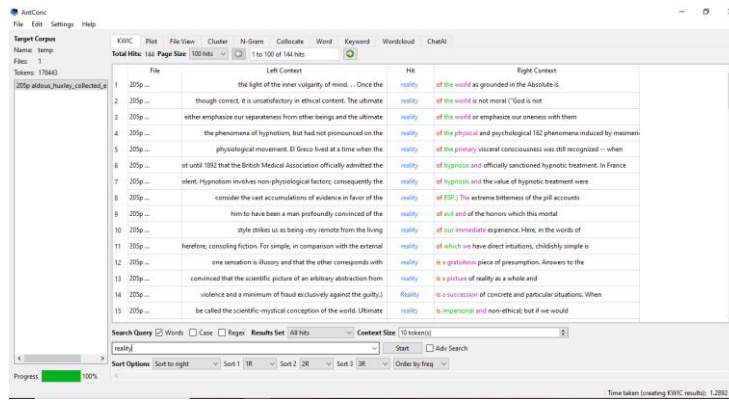 AntConc
File Edit Settings Help
Target Corpus
Name: temp
Files: 1
Tokens: 178443
205p aldous_huxley_collected_e
Progress 100%
KWIC Plot File View Cluster N-Gram Collocate Word Keyword Wordcloud ChatAI
Total Hits: 144 Page Size 100 hits 1 to 100 of 144 hits
File Left Context Hit Right Context
1 205p ... the light of the inner vulgarity of mind. . . Once the reality of the world as grounded in the Absolute is
2 205p ... though correct, it is unsatisfactory in ethical content. The ultimate reality of the world is not moral ("God is not
3 205p ... either emphasize our separateness from other beings and the ultimate reality of the world or emphasize our oneness with them
4 205p ... the phenomena of hypnotism, but had not pronounced on the reality of the physical and psychological 162 phenomena induced by mesmeri
5 205p ... physiological movement. El Greco lived at a time when the reality of the primary visceral consciousness was still recognized -- when
6 205p ... ot until 1892 that the British Medical Association officially admitted the reality of hypnosis and officially sanctioned hypnotic treatment. In France
7 205p ... olent. Hypnotism involves non-physiological factors; consequently the reality of hypnosis and the value of hypnotic treatment were
8 205p ... consider the vast accumulations of evidence in favor of the reality of ESP.) The extreme bitterness of the pill accounts
9 205p ... him to have been a man profoundly convinced of the reality of evil and of the horrors which this mortal
10 205p ... style strikes us as being very remote from the living reality of our immediate experience. Here, in the words of
11 205p ... herefore, consoling fiction. For simple, in comparison with the external reality of which we have direct intuitions, childishly simple is
12 205p ... one sensation is illusory and that the other corresponds with reality is a gratuitous piece of presumption. Answers to the
13 205p ... convinced that the scientific picture of an arbitrary abstraction from reality is a picture of reality as a whole and
14 205p ... violence and a minimum of fraud exclusively against the guilty.) Reality is a succession of concrete and particular situations. When
15 205p ... be called the scientific-mystical conception of the world. Ultimate reality is impersonal and non-ethical; but if we would
Search Query Words Case Regex Results Set All hits Context Size 10 token(s)
reality Start Adv Search
Sort Options Sort to right Sort 1 1R Sort 2 2R Sort 3 3R Order by freq
Time taken (creating KWIC results): 1.2892